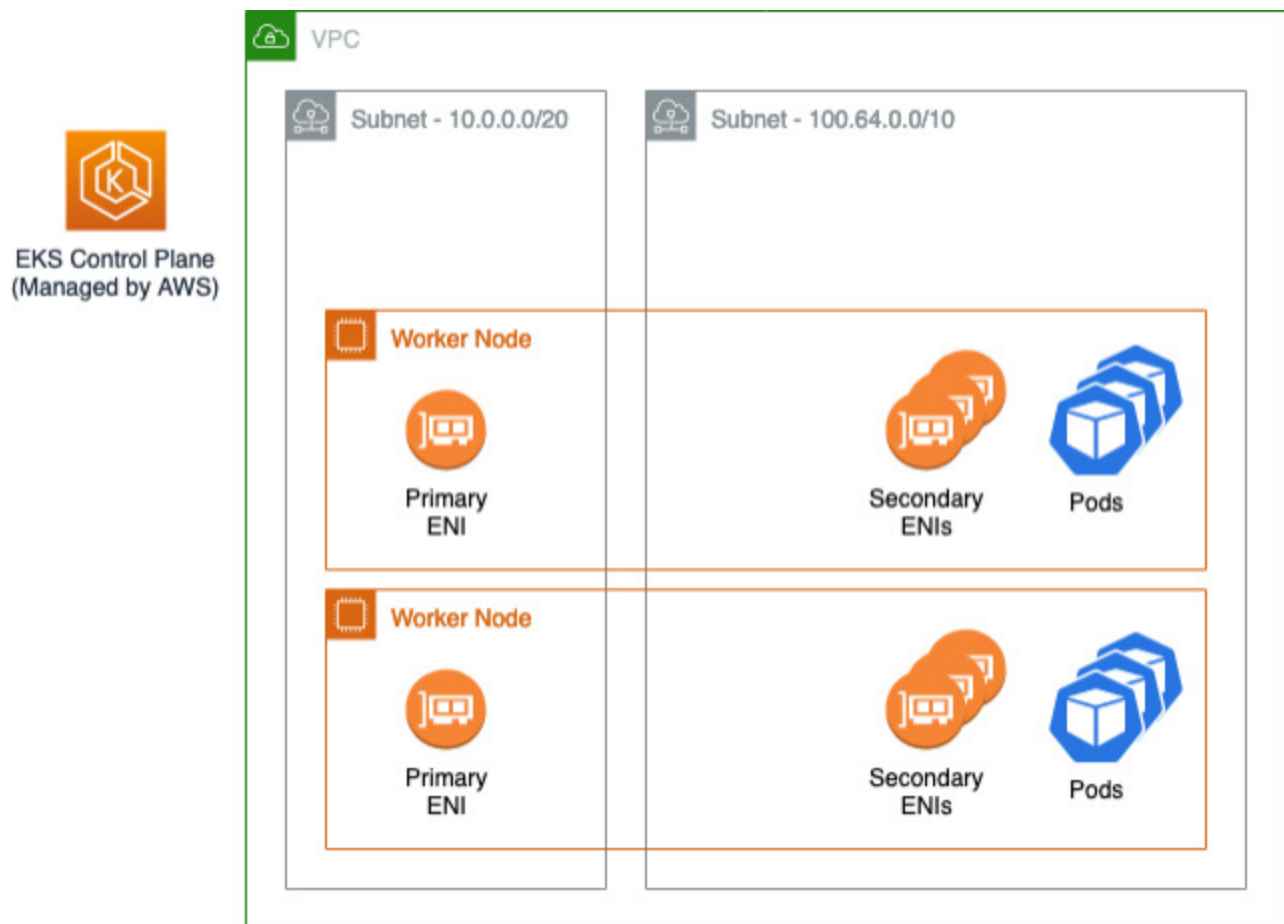 VPC
Subnet - 10.0.0.0/20
Subnet - 100.64.0.0/10
K
EKS Control Plane
(Managed by AWS)
Worker Node
Primary
ENI
Secondary
ENIs
Pods
Worker Node
Primary
ENI
Secondary
ENIs
Pods